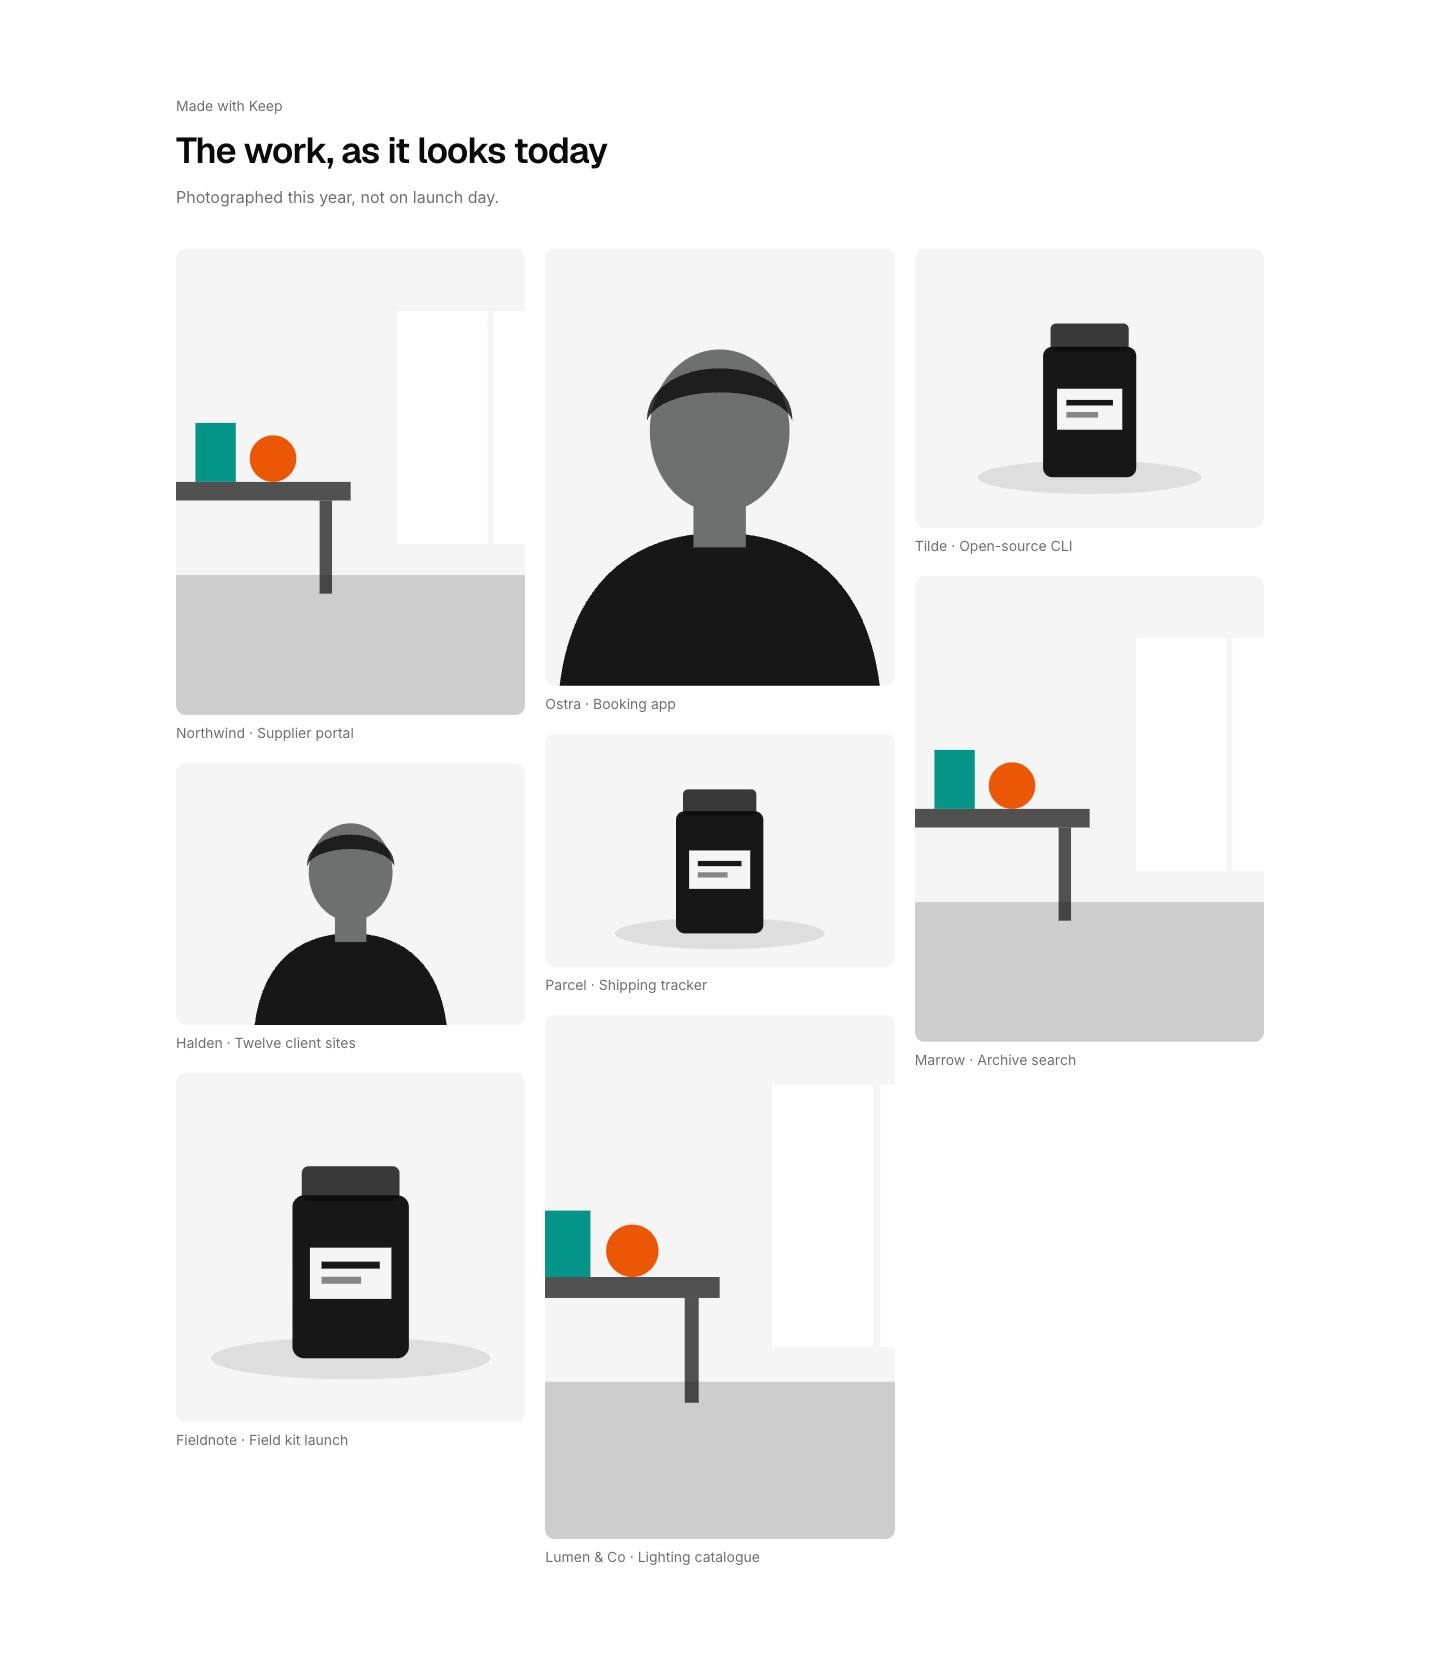 Made with Keep
The work, as it looks today
Photographed this year, not on launch day.
Northwind · Supplier portal
Halden · Twelve client sites
Fieldnote · Field kit launch
Ostra · Booking app
Parcel · Shipping tracker
Lumen & Co · Lighting catalogue
Tilde · Open-source CLI
Marrow · Archive search